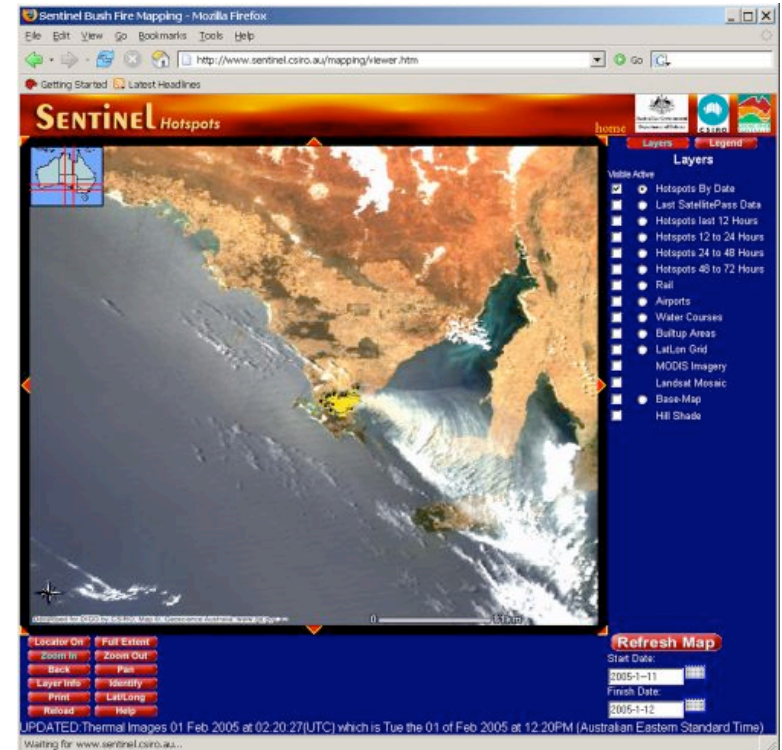 Sentinel Bush Fire Mapping - Mozilla Firefox
File Edit View Go Bookmarks Tools Help
http://www.sentinel.csiro.au/mapping/viewer.htm
Go
G
Getting Started Latest Headlines
SENTINEL Hotspots
home
CSIRO
Layers Legend
Layers
Visible Active
Hotspots By Date
Last SatellitePass Data
Hotspots last 12 Hours
Hotspots 12 to 24 Hours
Hotspots 24 to 48 Hours
Hotspots 48 to 72 Hours
Rail
Airports
Water Courses
Builtup Areas
LatLon Grid
MODIS Imagery
Landsat Mosaic
Base-Map
Hill Shade
0 61km
Locator On Full Extent
Zoom In Zoom Out
Back Pan
Layer Info Identify
Print Lat/Long
Reload Help
Refresh Map
Start Date:
2005-1-11
Finish Date:
2005-1-12
UPDATED:Thermal Images 01 Feb 2005 at 02:20:27(UTC) which is Tue the 01 of Feb 2005 at 12:20PM (Australian Eastern Standard Time)
Waiting for www.sentinel.csiro.au...